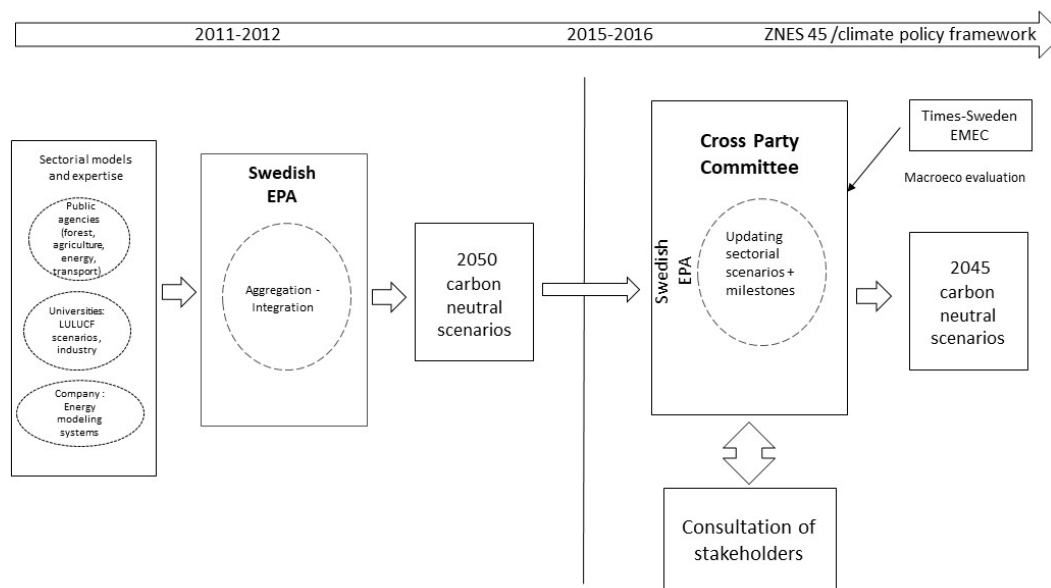 2011-2012
2015-2016
ZNES 45 /climate policy framework
Sectorial models
and expertise
Public
agencies
(forest,
agriculture,
energy,
transport)
Universities:
LULUCF
scenarios,
industry
Company :
Energy
modeling
systems
Swedish
EPA
Aggregation -
Integration
2050
carbon
neutral
scenarios
Cross Party
Committee
Swedish
EPA
Updating
sectorial
scenarios +
milestones
Times-Sweden
EMEC
Macroeco evaluation
2045
carbon
neutral
scenarios
Consultation of
stakeholders